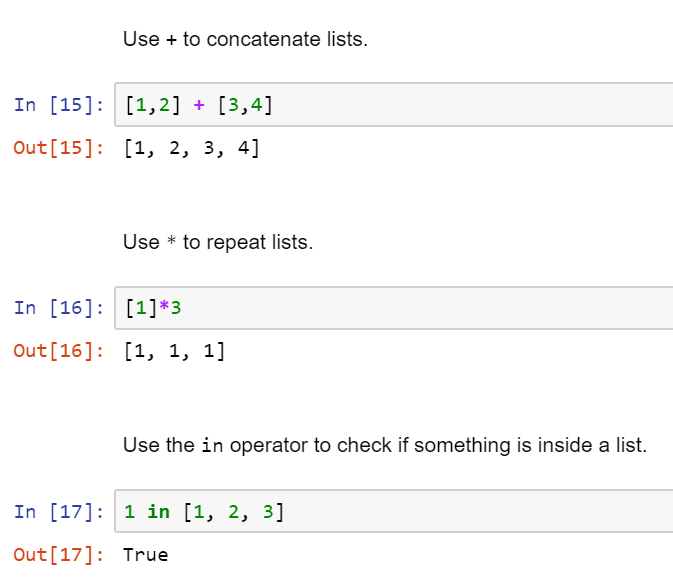 Use + to concatenate lists.
In [15]: [1,2] + [3,4]
Out[15]: [1, 2, 3, 4]
Use * to repeat lists.
In [16]: [1]*3
Out[16]: [1, 1, 1]
Use the in operator to check if something is inside a list.
In [17]: 1 in [1, 2, 3]
Out[17]: True